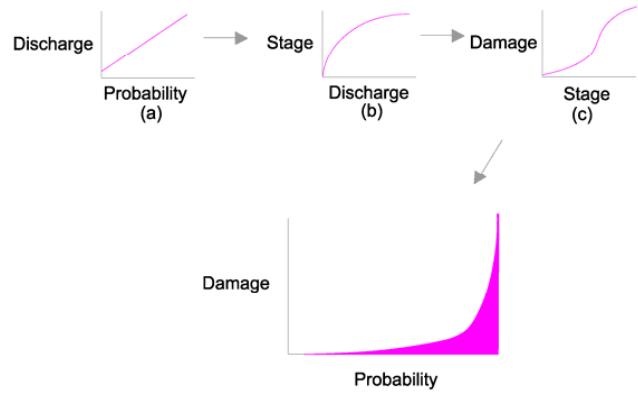 Discharge
Probability
(a)
Stage
Discharge
(b)
Damage
Stage
(c)
Damage
Probability